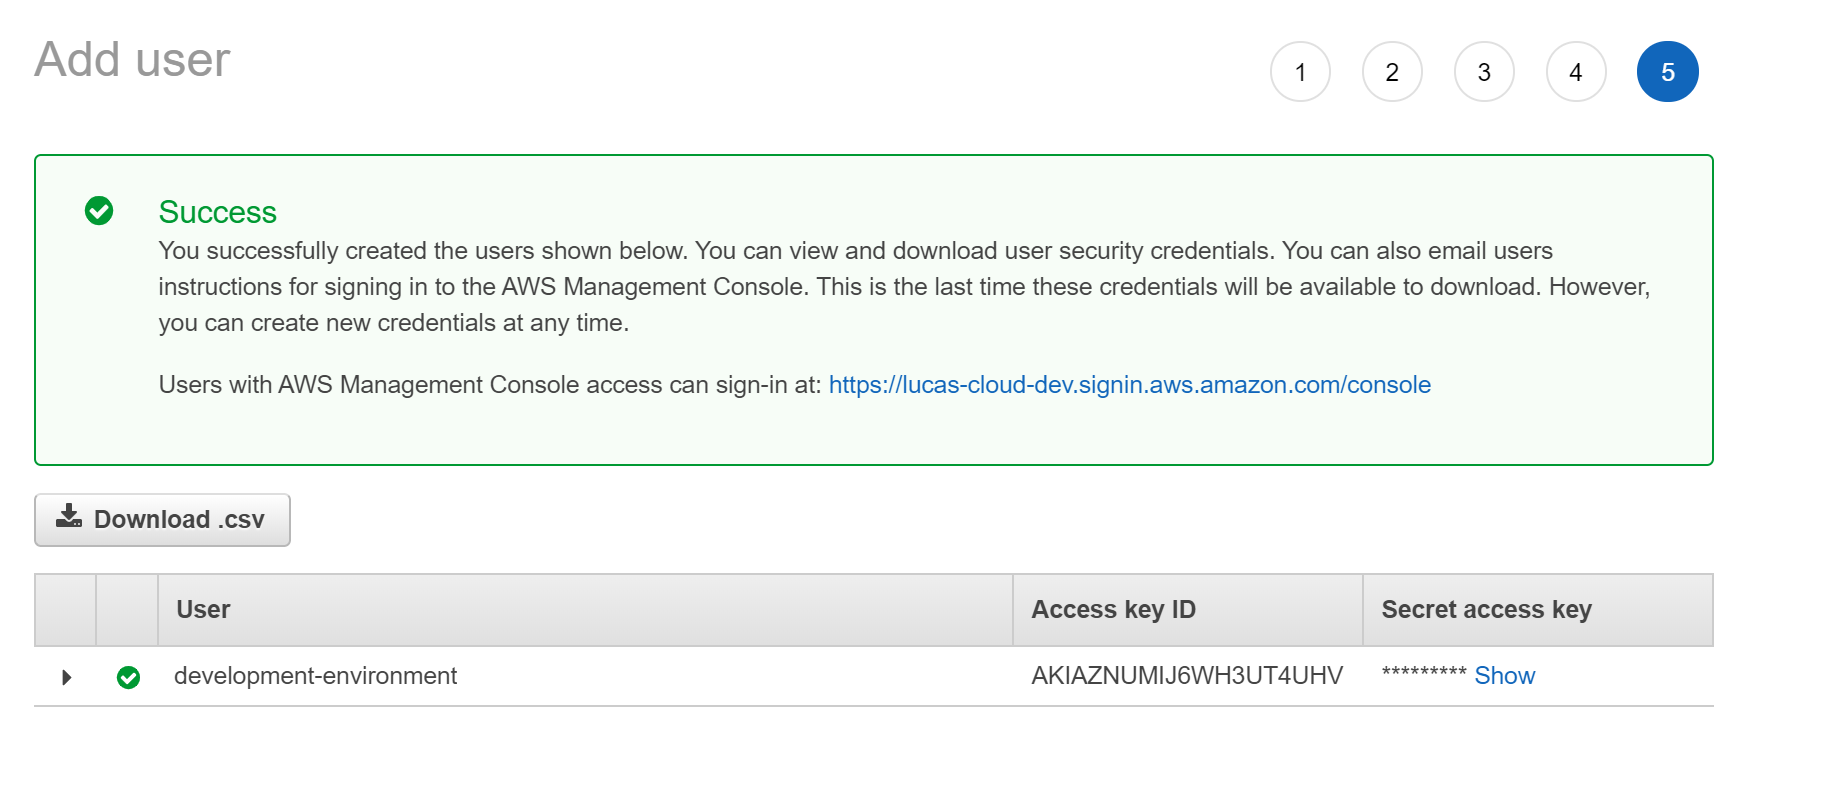 Add user
1 2 3 4 5
Success
You successfully created the users shown below. You can view and download user security credentials. You can also email users
instructions for signing in to the AWS Management Console. This is the last time these credentials will be available to download. However,
you can create new credentials at any time.
Users with AWS Management Console access can sign-in at: https://lucas-cloud-dev.signin.aws.amazon.com/console
Download .csv
User Access key ID Secret access key
development-environment AKIAZNUMIJ6WH3UT4UHV ********* Show